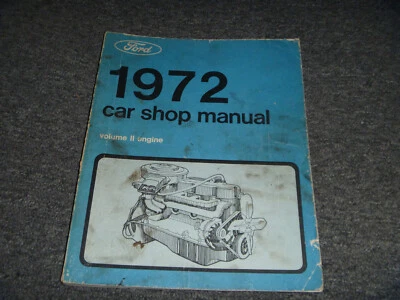 Ford
1972
car shop manual
volume II engine